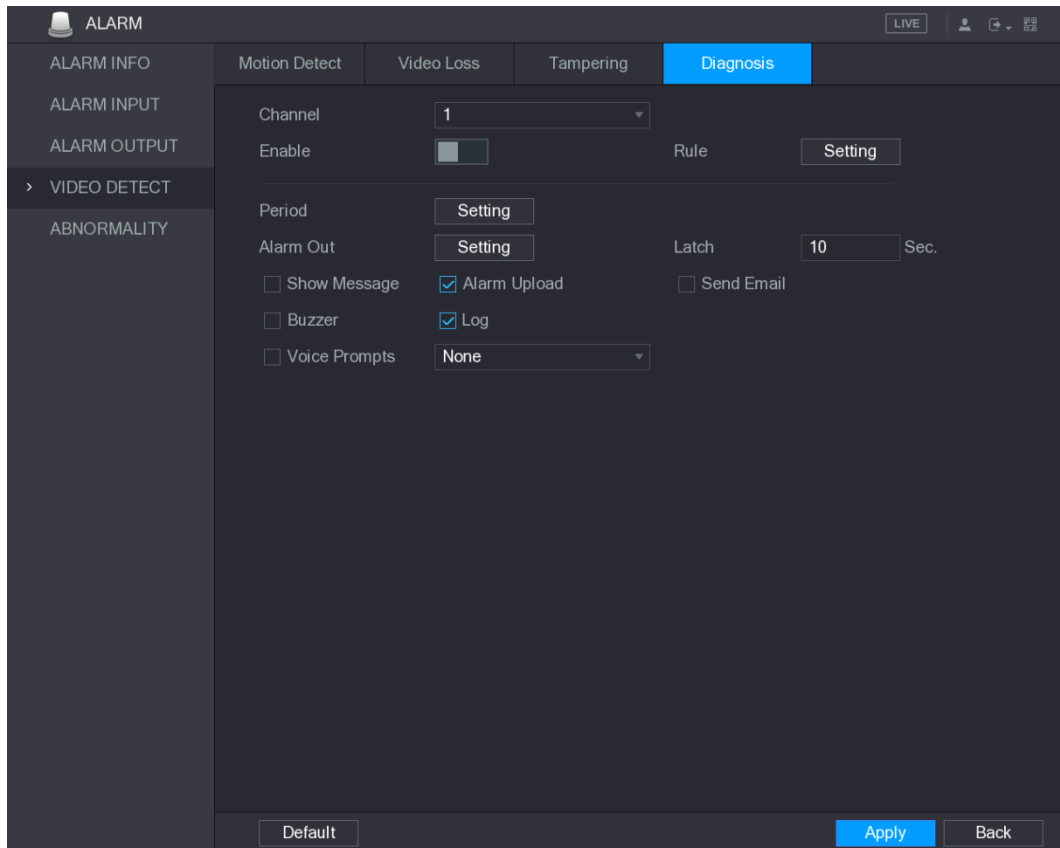 ALARM LIVE
ALARM INFO
ALARM INPUT
ALARM OUTPUT
> VIDEO DETECT
ABNORMALITY
Motion Detect Video Loss Tampering Diagnosis
Channel 1
Enable Rule Setting
Period Setting
Alarm Out Setting Latch 10 Sec.
Show Message Alarm Upload Send Email
Buzzer Log
Voice Prompts None
Default Apply Back